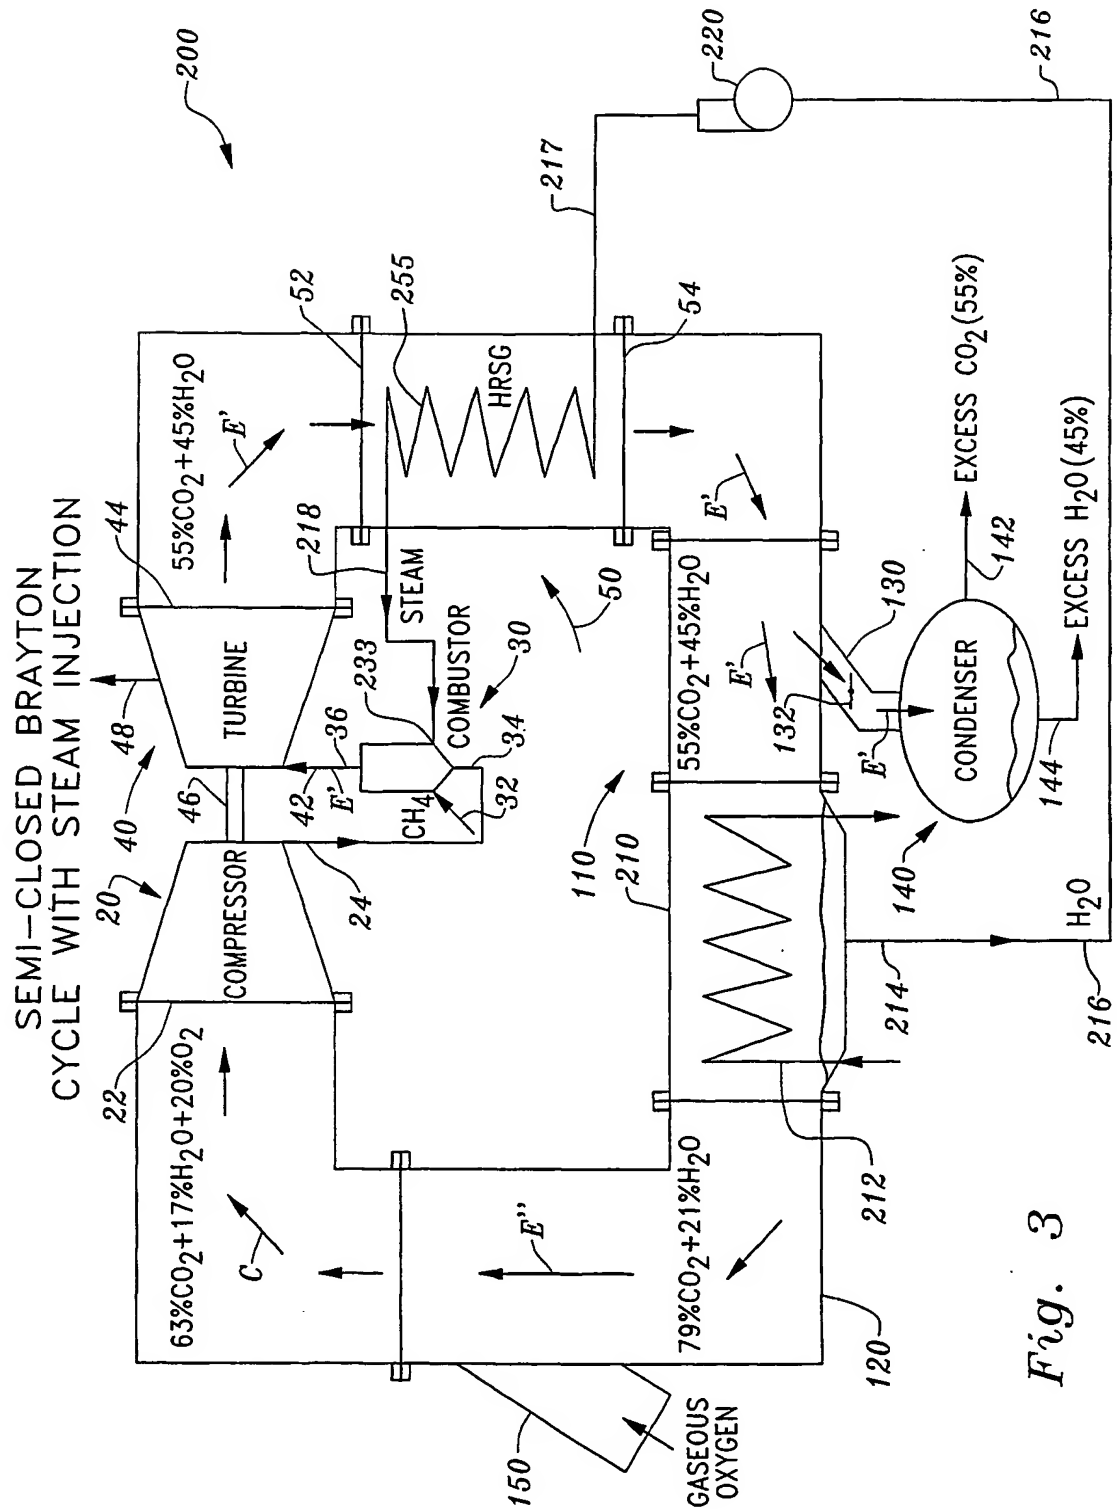 SEMI-CLOSED BRAYTON
CYCLE WITH STEAM INJECTION
200
48
40
20
46
44
22
COMPRESSOR
TURBINE
63%CO2+17%H2O+20%O2
55%CO2+45%H2O
E'
C
24
42
36
E'
CH4
32
34
233
COMBUSTOR
30
STEAM
218
52
255
HRSG
54
50
110
210
E''
79%CO2+21%H2O
55%CO2+45%H2O
E'
E'
150
GASEOUS
OXYGEN
120
212
132
130
E'
CONDENSER
140
142
EXCESS CO2(55%)
144
EXCESS H2O(45%)
214
H2O
216
217
220
216
Fig. 3